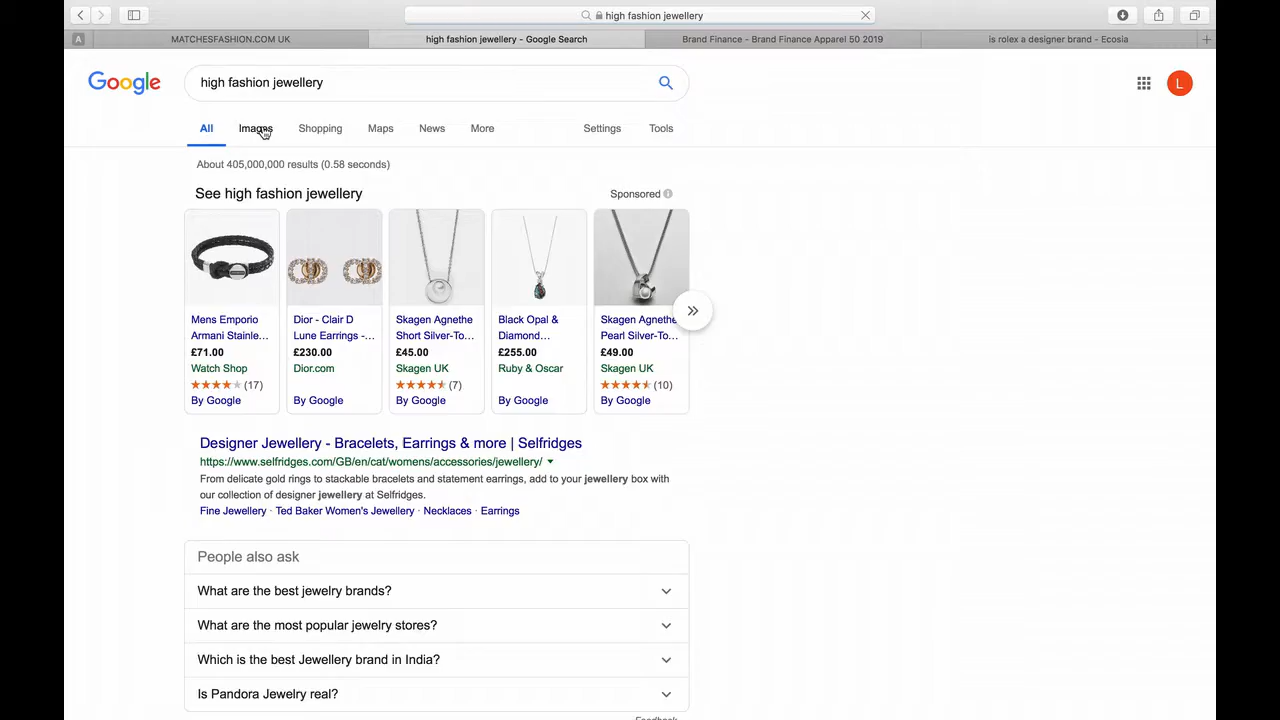 high fashion jewellery
A
MATCHESFASHION.COM UK
high fashion jewellery - Google Search
Brand Finance - Brand Finance Apparel 50 2019
is rolex a designer brand - Ecosia
Google
high fashion jewellery
L
All
Images
Shopping
Maps
News
More
Settings
Tools
About 405,000,000 results (0.58 seconds)
See high fashion jewellery
Sponsored
Mens Emporio
Armani Stainle...
£71.00
Watch Shop
(17)
By Google
Dior - Clair D
Lune Earrings -...
£230.00
Dior.com
By Google
Skagen Agnethe
Short Silver-To...
£45.00
Skagen UK
(7)
By Google
Black Opal &
Diamond...
£255.00
Ruby & Oscar
By Google
Skagen Agnethe
Pearl Silver-To...
£49.00
Skagen UK
(10)
By Google
Designer Jewellery - Bracelets, Earrings & more | Selfridges
https://www.selfridges.com/GB/en/cat/womens/accessories/jewellery/
From delicate gold rings to stackable bracelets and statement earrings, add to your jewellery box with
our collection of designer jewellery at Selfridges.
Fine Jewellery · Ted Baker Women's Jewellery · Necklaces · Earrings
People also ask
What are the best jewelry brands?
What are the most popular jewelry stores?
Which is the best Jewellery brand in India?
Is Pandora Jewelry real?
Feedback